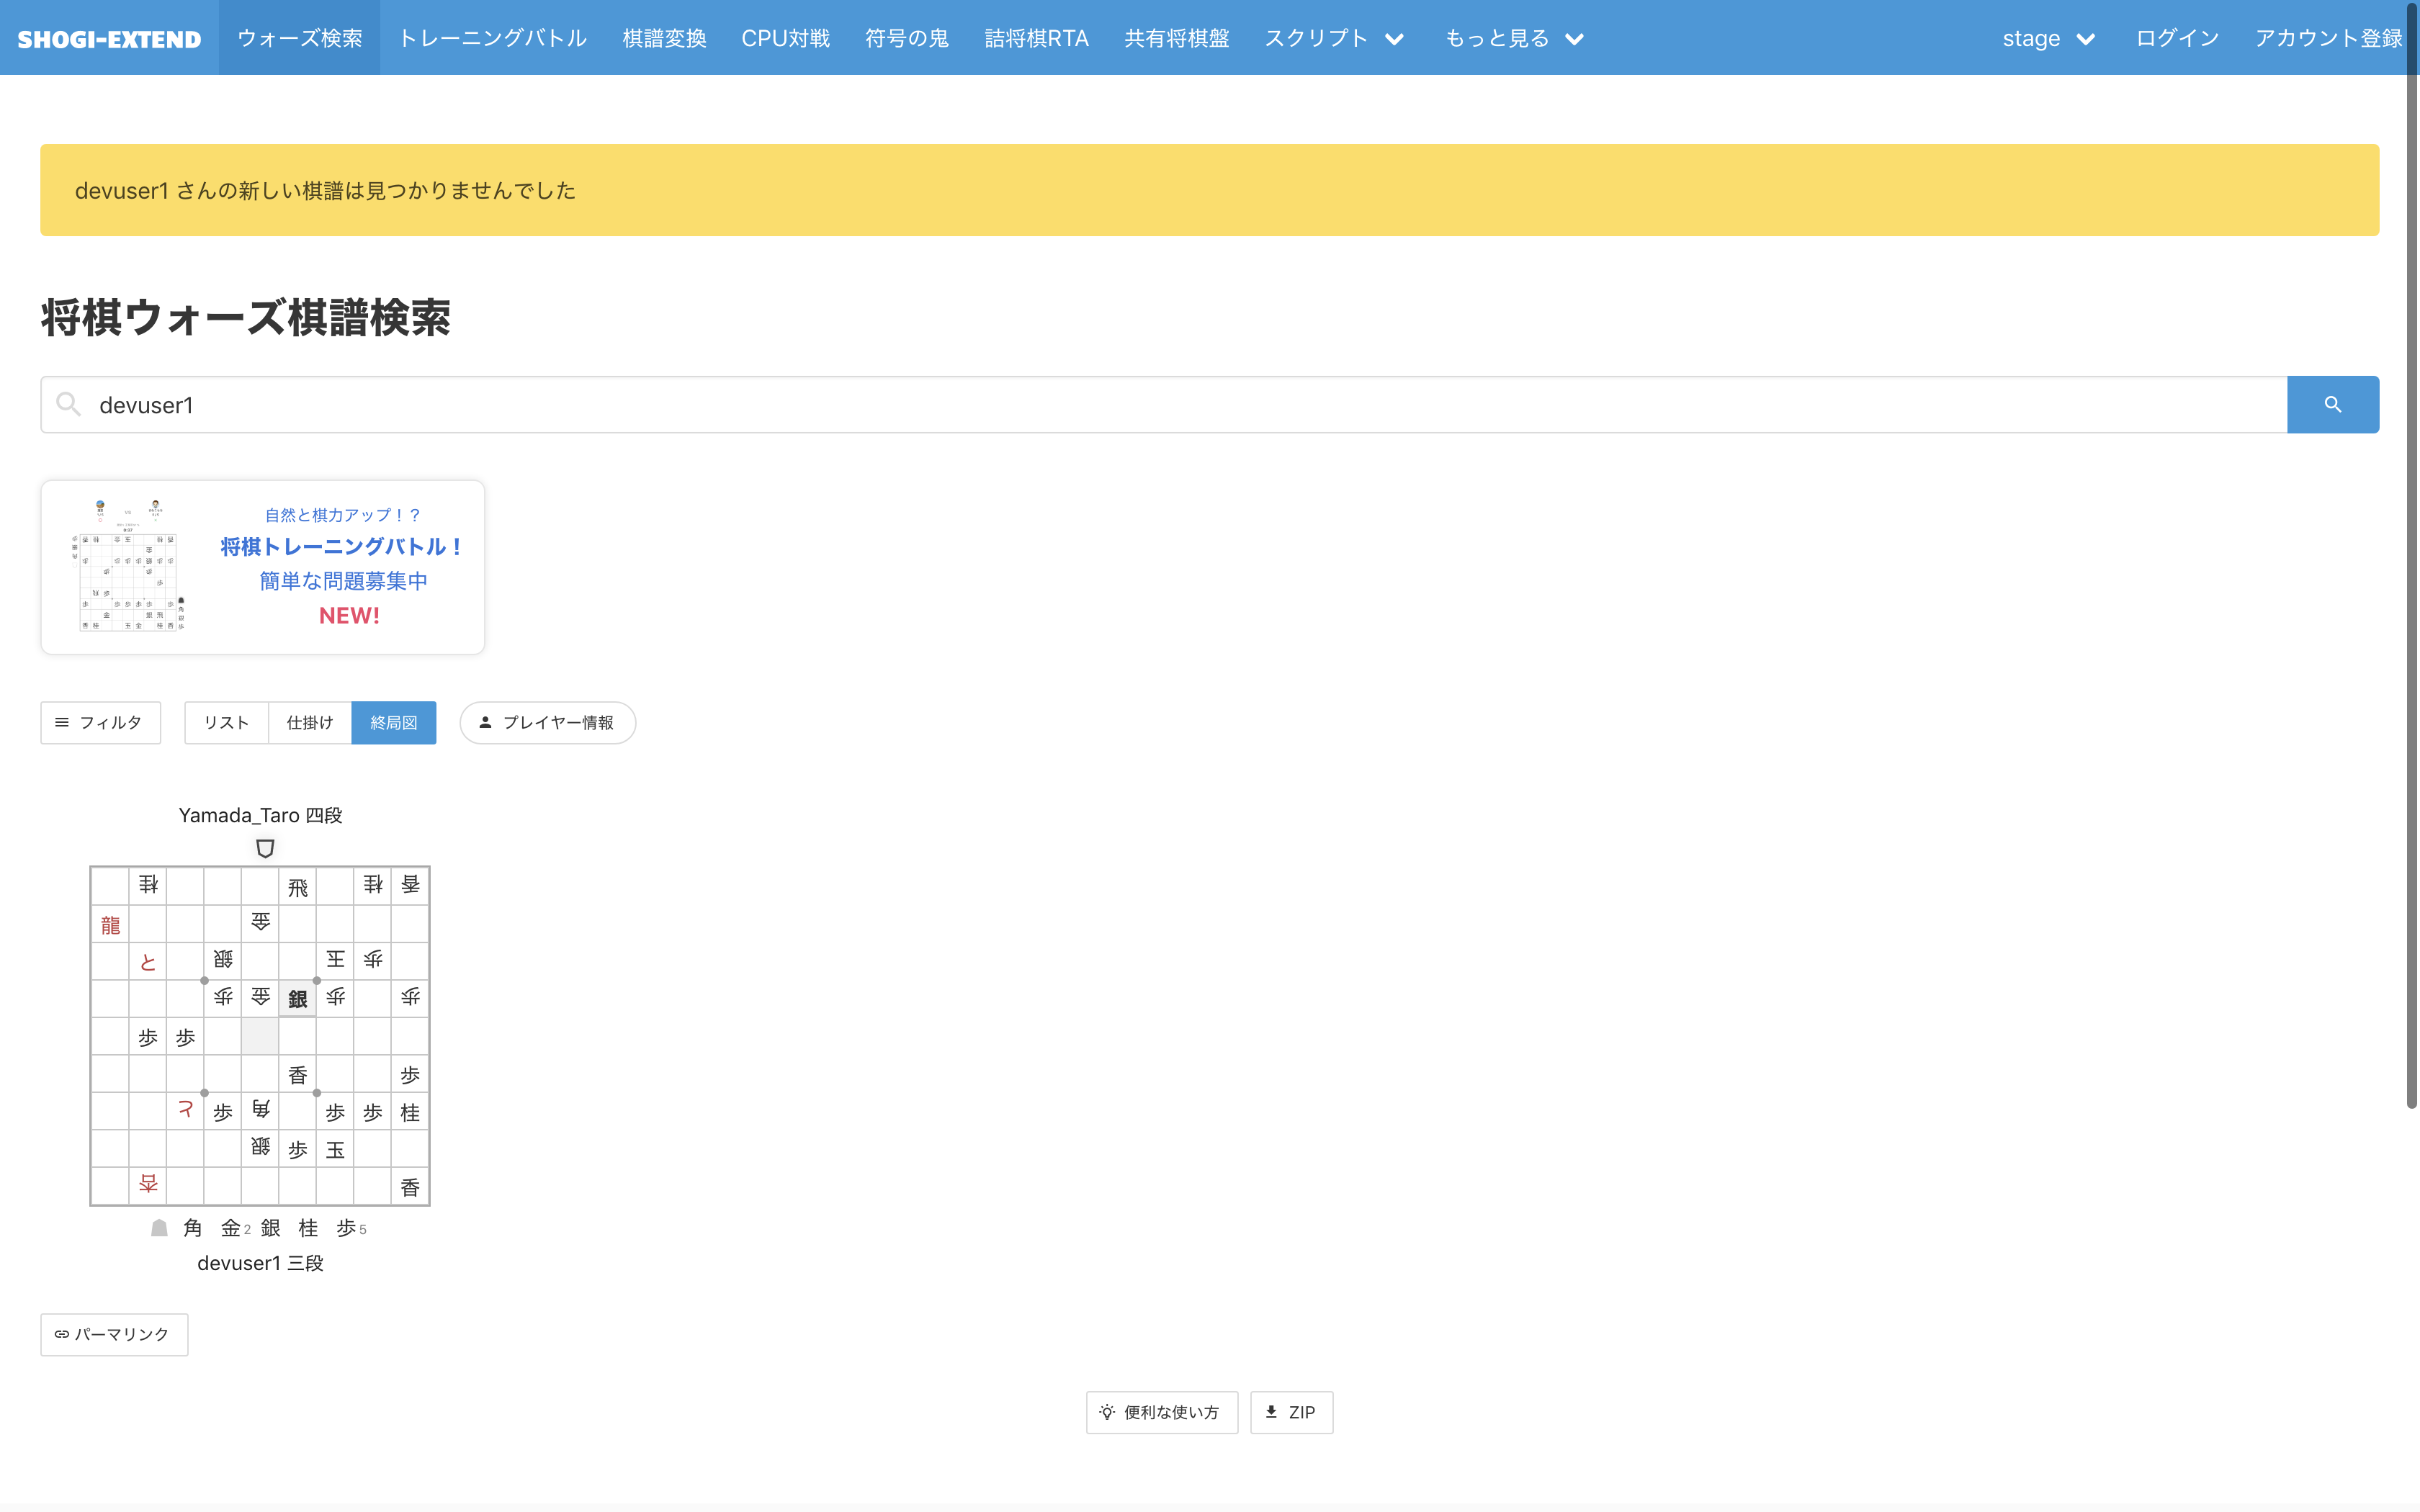 SHOGI-EXTEND ウォーズ検索 トレーニングバトル 棋譜変換 CPU対戦 符号の鬼 詰将棋RTA 共有将棋盤 スクリプト もっと見る stage ログイン アカウント登録
devuser1 さんの新しい棋譜は見つかりませんでした
将棋ウォーズ棋譜検索
devuser1
自然と棋力アップ！？
将棋トレーニングバトル！
簡単な問題募集中
NEW!
フィルタ リスト 仕掛け 終局図 プレイヤー情報
Yamada_Taro 四段
桂 飛 桂 香
龍 金
と 銀 王 歩
歩 金 銀 歩 歩
歩 歩
香 歩
と 歩 角 歩 歩 桂
銀 歩 玉
杏 香
角 金2 銀 桂 歩5
devuser1 三段
パーマリンク
便利な使い方 ZIP